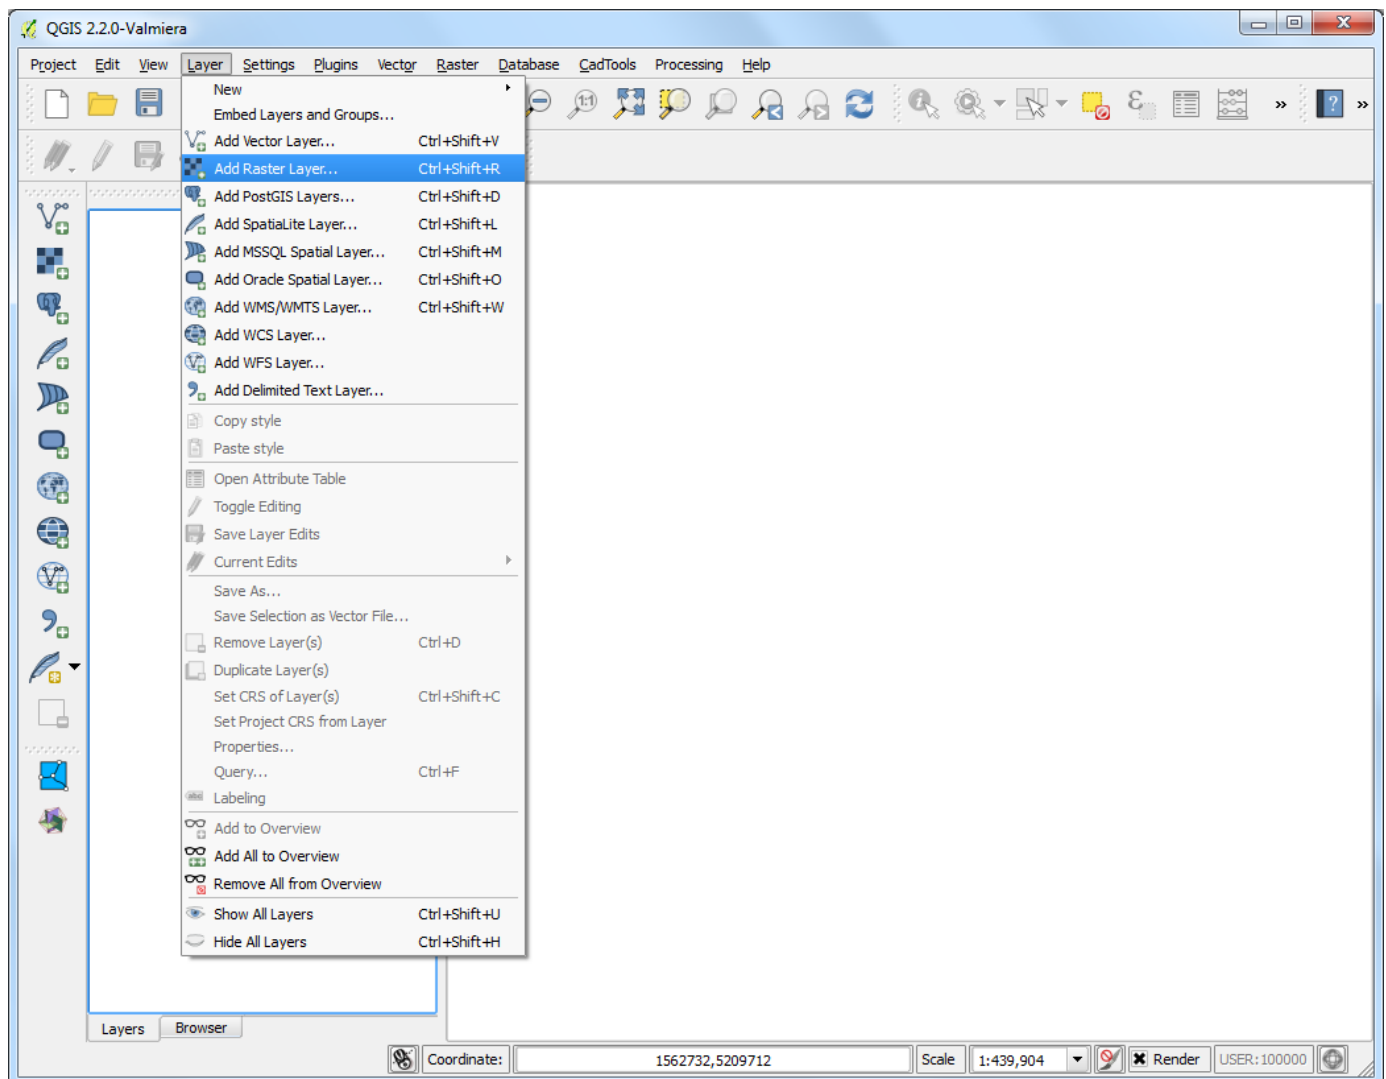 QGIS 2.2.0-Valmiera
Project Edit View Layer Settings Plugins Vector Raster Database CadTools Processing Help
New
Embed Layers and Groups...
Add Vector Layer... Ctrl+Shift+V
Add Raster Layer... Ctrl+Shift+R
Add PostGIS Layers... Ctrl+Shift+D
Add SpatiaLite Layer... Ctrl+Shift+L
Add MSSQL Spatial Layer... Ctrl+Shift+M
Add Oracle Spatial Layer... Ctrl+Shift+O
Add WMS/WMTS Layer... Ctrl+Shift+W
Add WCS Layer...
Add WFS Layer...
Add Delimited Text Layer...
Copy style
Paste style
Open Attribute Table
Toggle Editing
Save Layer Edits
Current Edits
Save As...
Save Selection as Vector File...
Remove Layer(s) Ctrl+D
Duplicate Layer(s)
Set CRS of Layer(s) Ctrl+Shift+C
Set Project CRS from Layer
Properties...
Query... Ctrl+F
Labeling
Add to Overview
Add All to Overview
Remove All from Overview
Show All Layers Ctrl+Shift+U
Hide All Layers Ctrl+Shift+H
Layers Browser
Coordinate: 1562732,5209712 Scale 1:439,904 Render USER:100000